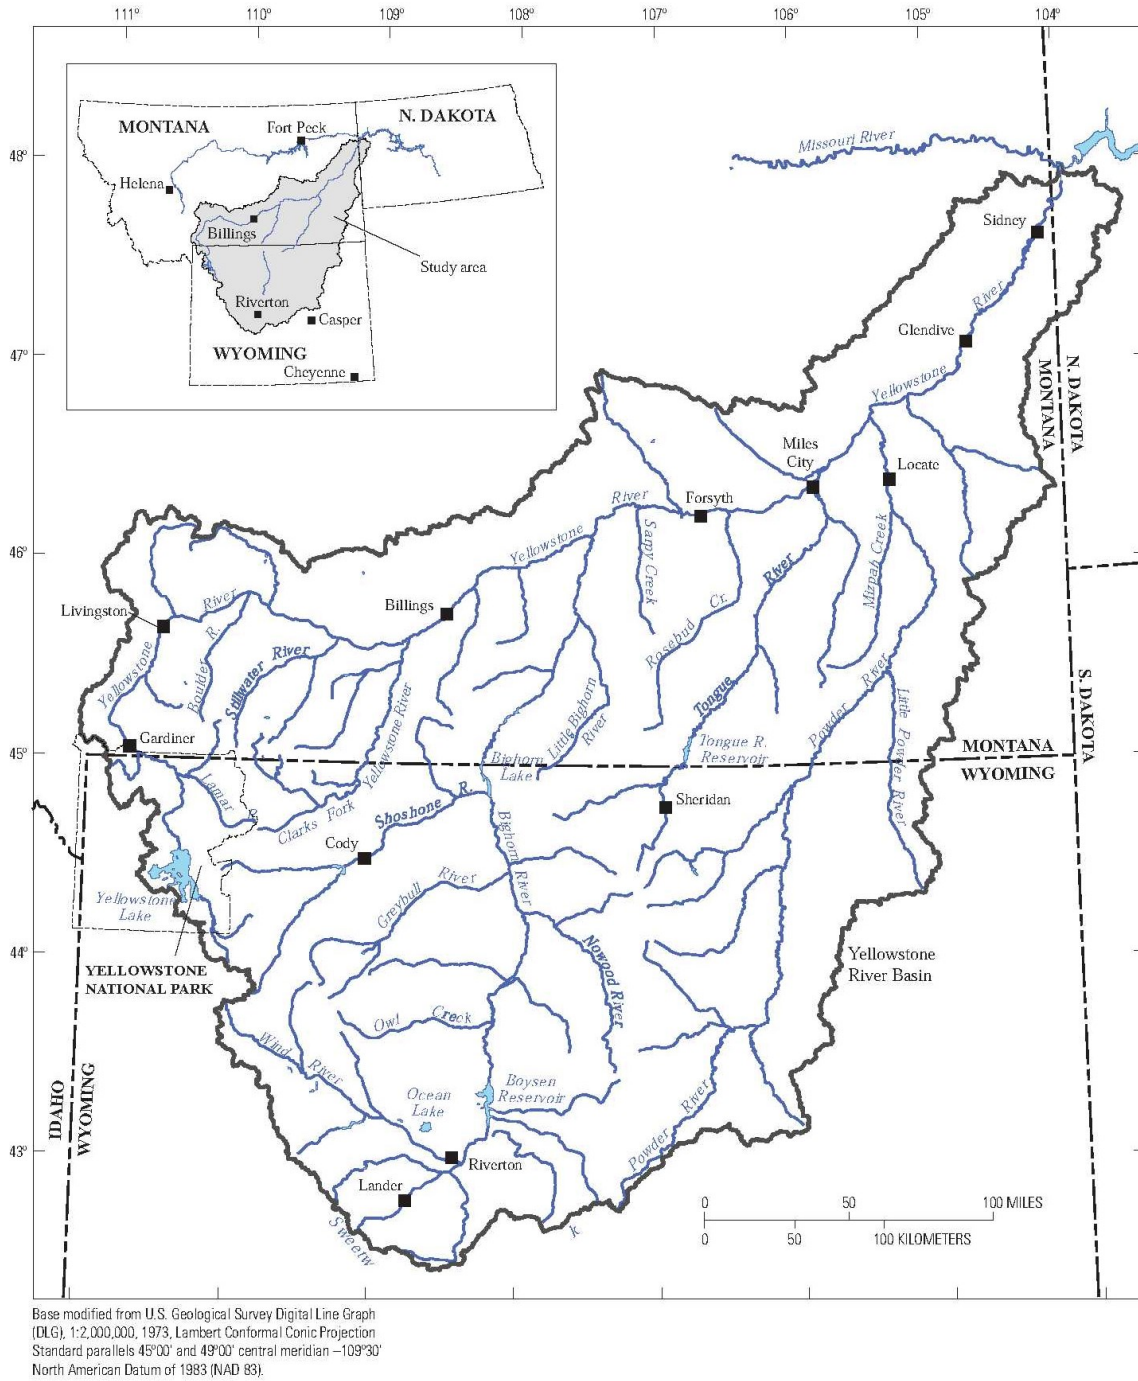 111° 110° 109° 108° 107° 106° 105° 104°
48°
47°
46°
45°
44°
43°
MONTANA
N. DAKOTA
Fort Peck
Helena
Billings
Study area
Riverton
Casper
WYOMING
Cheyenne
Missouri River
Sidney
River
Glendive
Yellowstone
MONTANA
N. DAKOTA
Miles
City
Locate
River
Forsyth
Yellowstone
Sarpy Creek
River
Mizpah Creek
Livingston
River
Billings
Cr.
Rosebud
Yellowstone
Boulder R.
Stillwater River
Yellowstone River
Little Bighorn
River
Tongue
Powder River
Little Powder River
S. DAKOTA
Gardiner
Tongue R.
Reservoir
MONTANA
WYOMING
Bighorn
Lake
Lamar R.
Clarks Fork
Shoshone R.
Sheridan
Cody
Bighorn River
Greybull River
Yellowstone
Lake
Nowood River
Yellowstone
River Basin
YELLOWSTONE
NATIONAL PARK
Owl Creek
Wind River
IDAHO
WYOMING
Ocean
Lake
Boysen
Reservoir
Powder River
Riverton
Lander
Sweetw
k
0 50 100 MILES
0 50 100 KILOMETERS
Base modified from U.S. Geological Survey Digital Line Graph
(DLG), 1:2,000,000, 1973, Lambert Conformal Conic Projection
Standard parallels 45°00' and 49°00' central meridian –109°30'
North American Datum of 1983 (NAD 83).